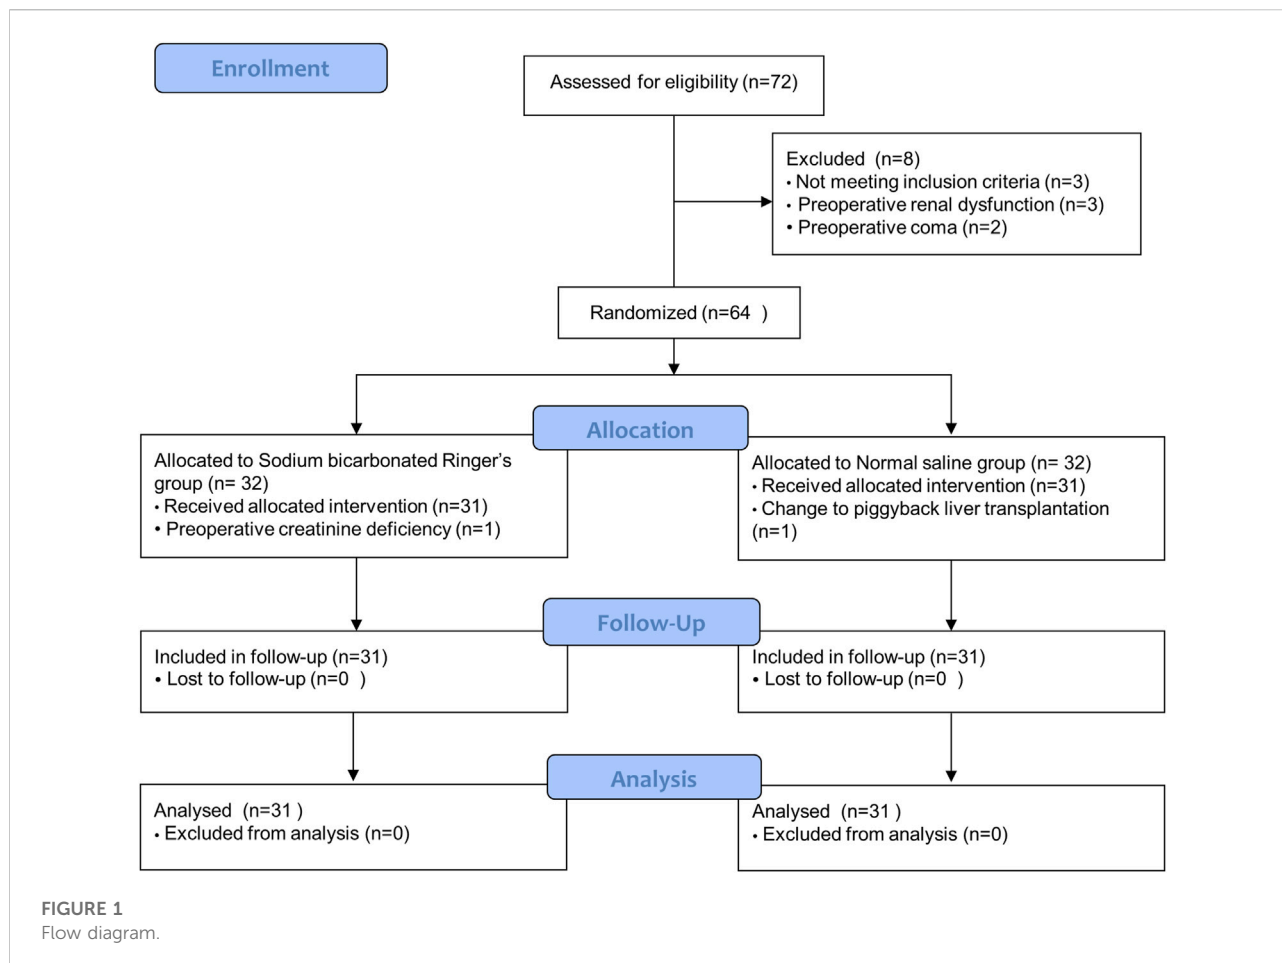 Enrollment
Assessed for eligibility (n=72)
Excluded (n=8)
• Not meeting inclusion criteria (n=3)
• Preoperative renal dysfunction (n=3)
• Preoperative coma (n=2)
Randomized (n=64 )
Allocation
Allocated to Sodium bicarbonated Ringer's
group (n= 32)
• Received allocated intervention (n=31)
• Preoperative creatinine deficiency (n=1)
Allocated to Normal saline group (n= 32)
• Received allocated intervention (n=31)
• Change to piggyback liver transplantation
(n=1)
Follow-Up
Included in follow-up (n=31)
• Lost to follow-up (n=0 )
Included in follow-up (n=31)
• Lost to follow-up (n=0 )
Analysis
Analysed (n=31 )
• Excluded from analysis (n=0)
Analysed (n=31 )
• Excluded from analysis (n=0)
FIGURE 1
Flow diagram.